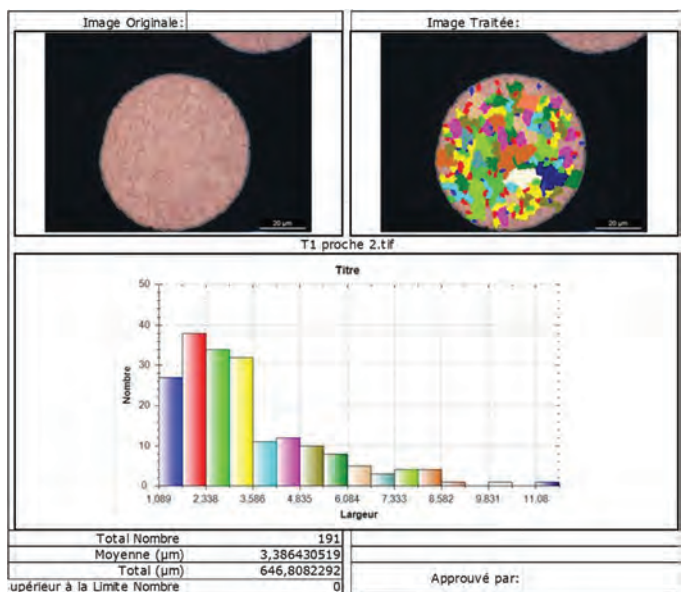 Image Originale:
Image Traitée:
20 µm
20 µm
T1 proche 2.tif
Titre
50
40
30
20
10
0
Nombre
1,089 2,338 3,586 4,835 6,084 7,333 8,582 9,831 11,08
Largeur
Total Nombre 191
Moyenne (µm) 3,386430519
Total (µm) 646,8082292
upérieur à la Limite Nombre 0
Approuvé par: